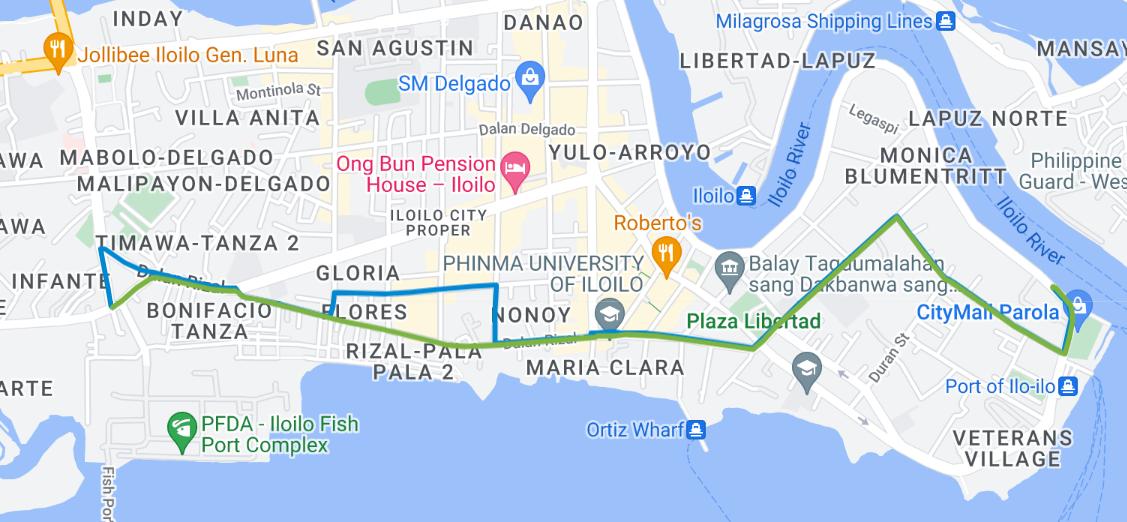 INDAY
DANAO
Milagrosa Shipping Lines
Jollibee Iloilo Gen. Luna
SAN AGUSTIN
MANSAY
LIBERTAD-LAPUZ
SM Delgado
Montinola St
VILLA ANITA
Legaspi
LAPUZ NORTE
Dalan Delgado
AWA
MABOLO-DELGADO
Ong Bun Pension
House – Iloilo
YULO-ARROYO
Iloilo River
MONICA
BLUMENTRITT
Philippine
Guard - Wes
MALIPAYON-DELGADO
Iloilo
Iloilo River
ILOILO CITY
PROPER
AWA
Roberto's
TIMAWA-TANZA 2
PHINMA UNIVERSITY
OF ILOILO
Balay Tagaumalahan
sang Dakbanwa sang...
INFANTE
Dalan Rizal
GLORIA
E
BONIFACIO
TANZA
FLORES
NONOY
Plaza Libertad
CityMall Parola
Dalan Rizal
RIZAL-PALA
PALA 2
MARIA CLARA
Duran St
ARTE
Port of Ilo-ilo
PFDA - Iloilo Fish
Port Complex
Ortiz Wharf
VETERANS
VILLAGE
Fish Por